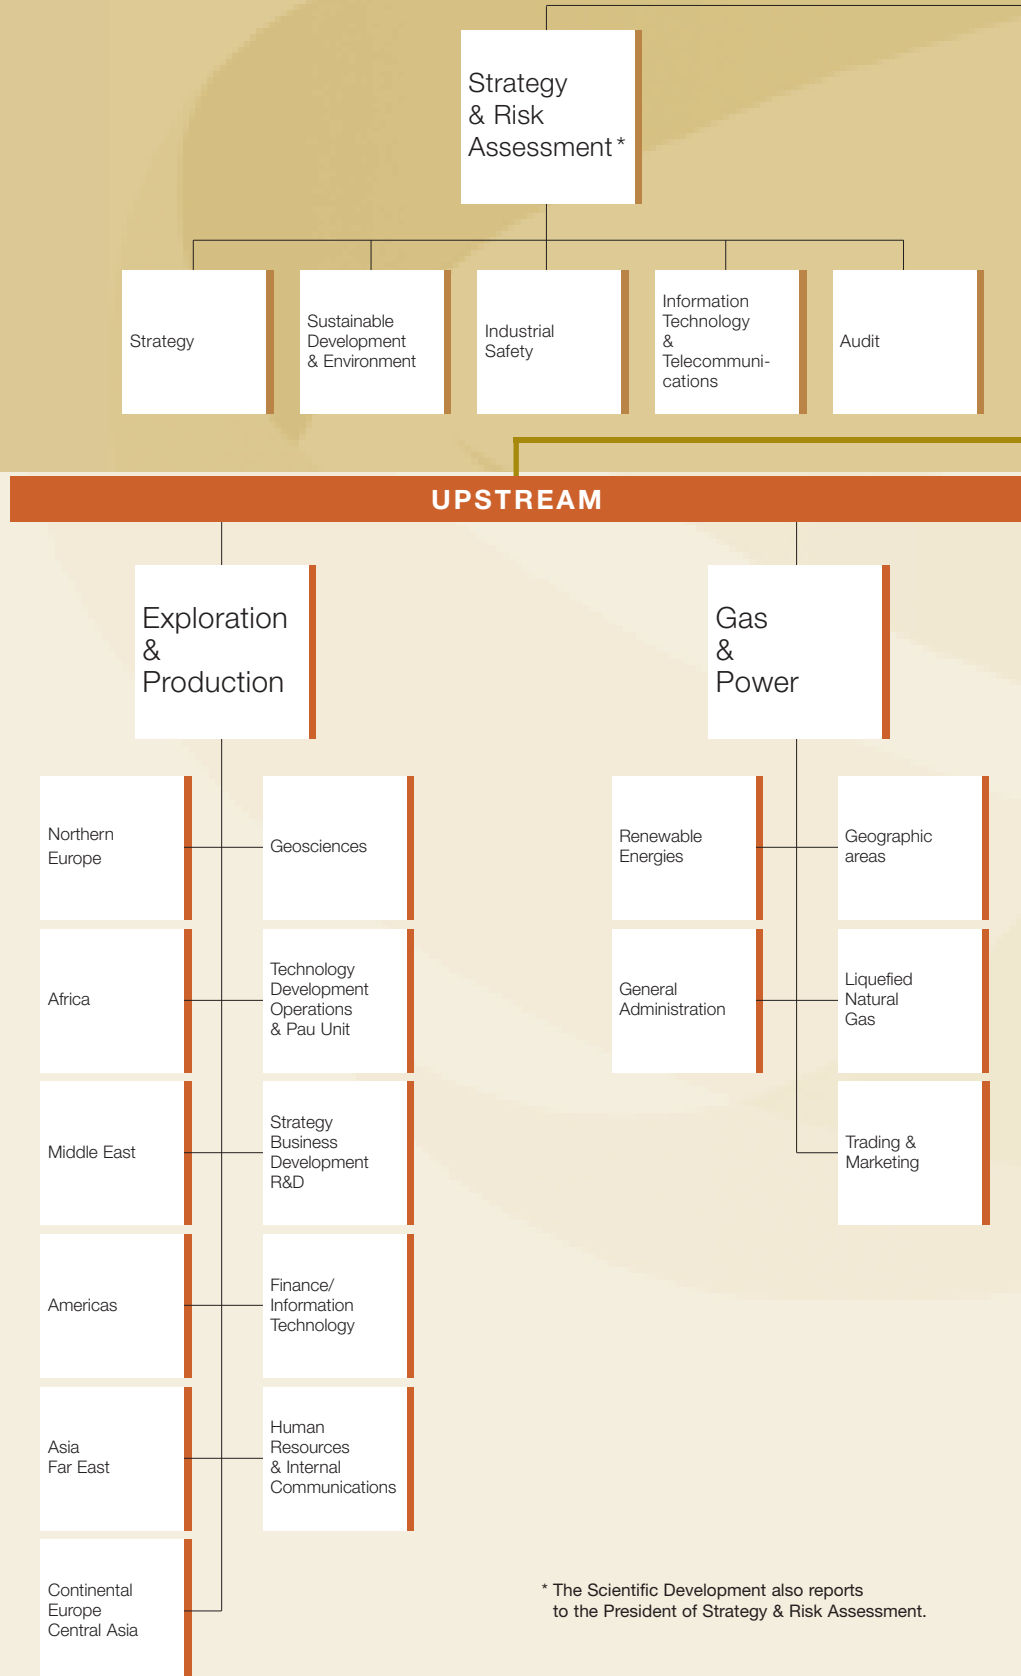 Strategy
& Risk
Assessment *
Strategy
Sustainable
Development
& Environment
Industrial
Safety
Information
Technology
&
Telecommuni-
cations
Audit
UPSTREAM
Exploration
&
Production
Northern
Europe
Geosciences
Africa
Technology
Development
Operations
& Pau Unit
Middle East
Strategy
Business
Development
R&D
Americas
Finance/
Information
Technology
Asia
Far East
Human
Resources
& Internal
Communications
Continental
Europe
Central Asia
Gas
&
Power
Renewable
Energies
Geographic
areas
General
Administration
Liquefied
Natural
Gas
Trading &
Marketing
* The Scientific Development also reports
to the President of Strategy & Risk Assessment.